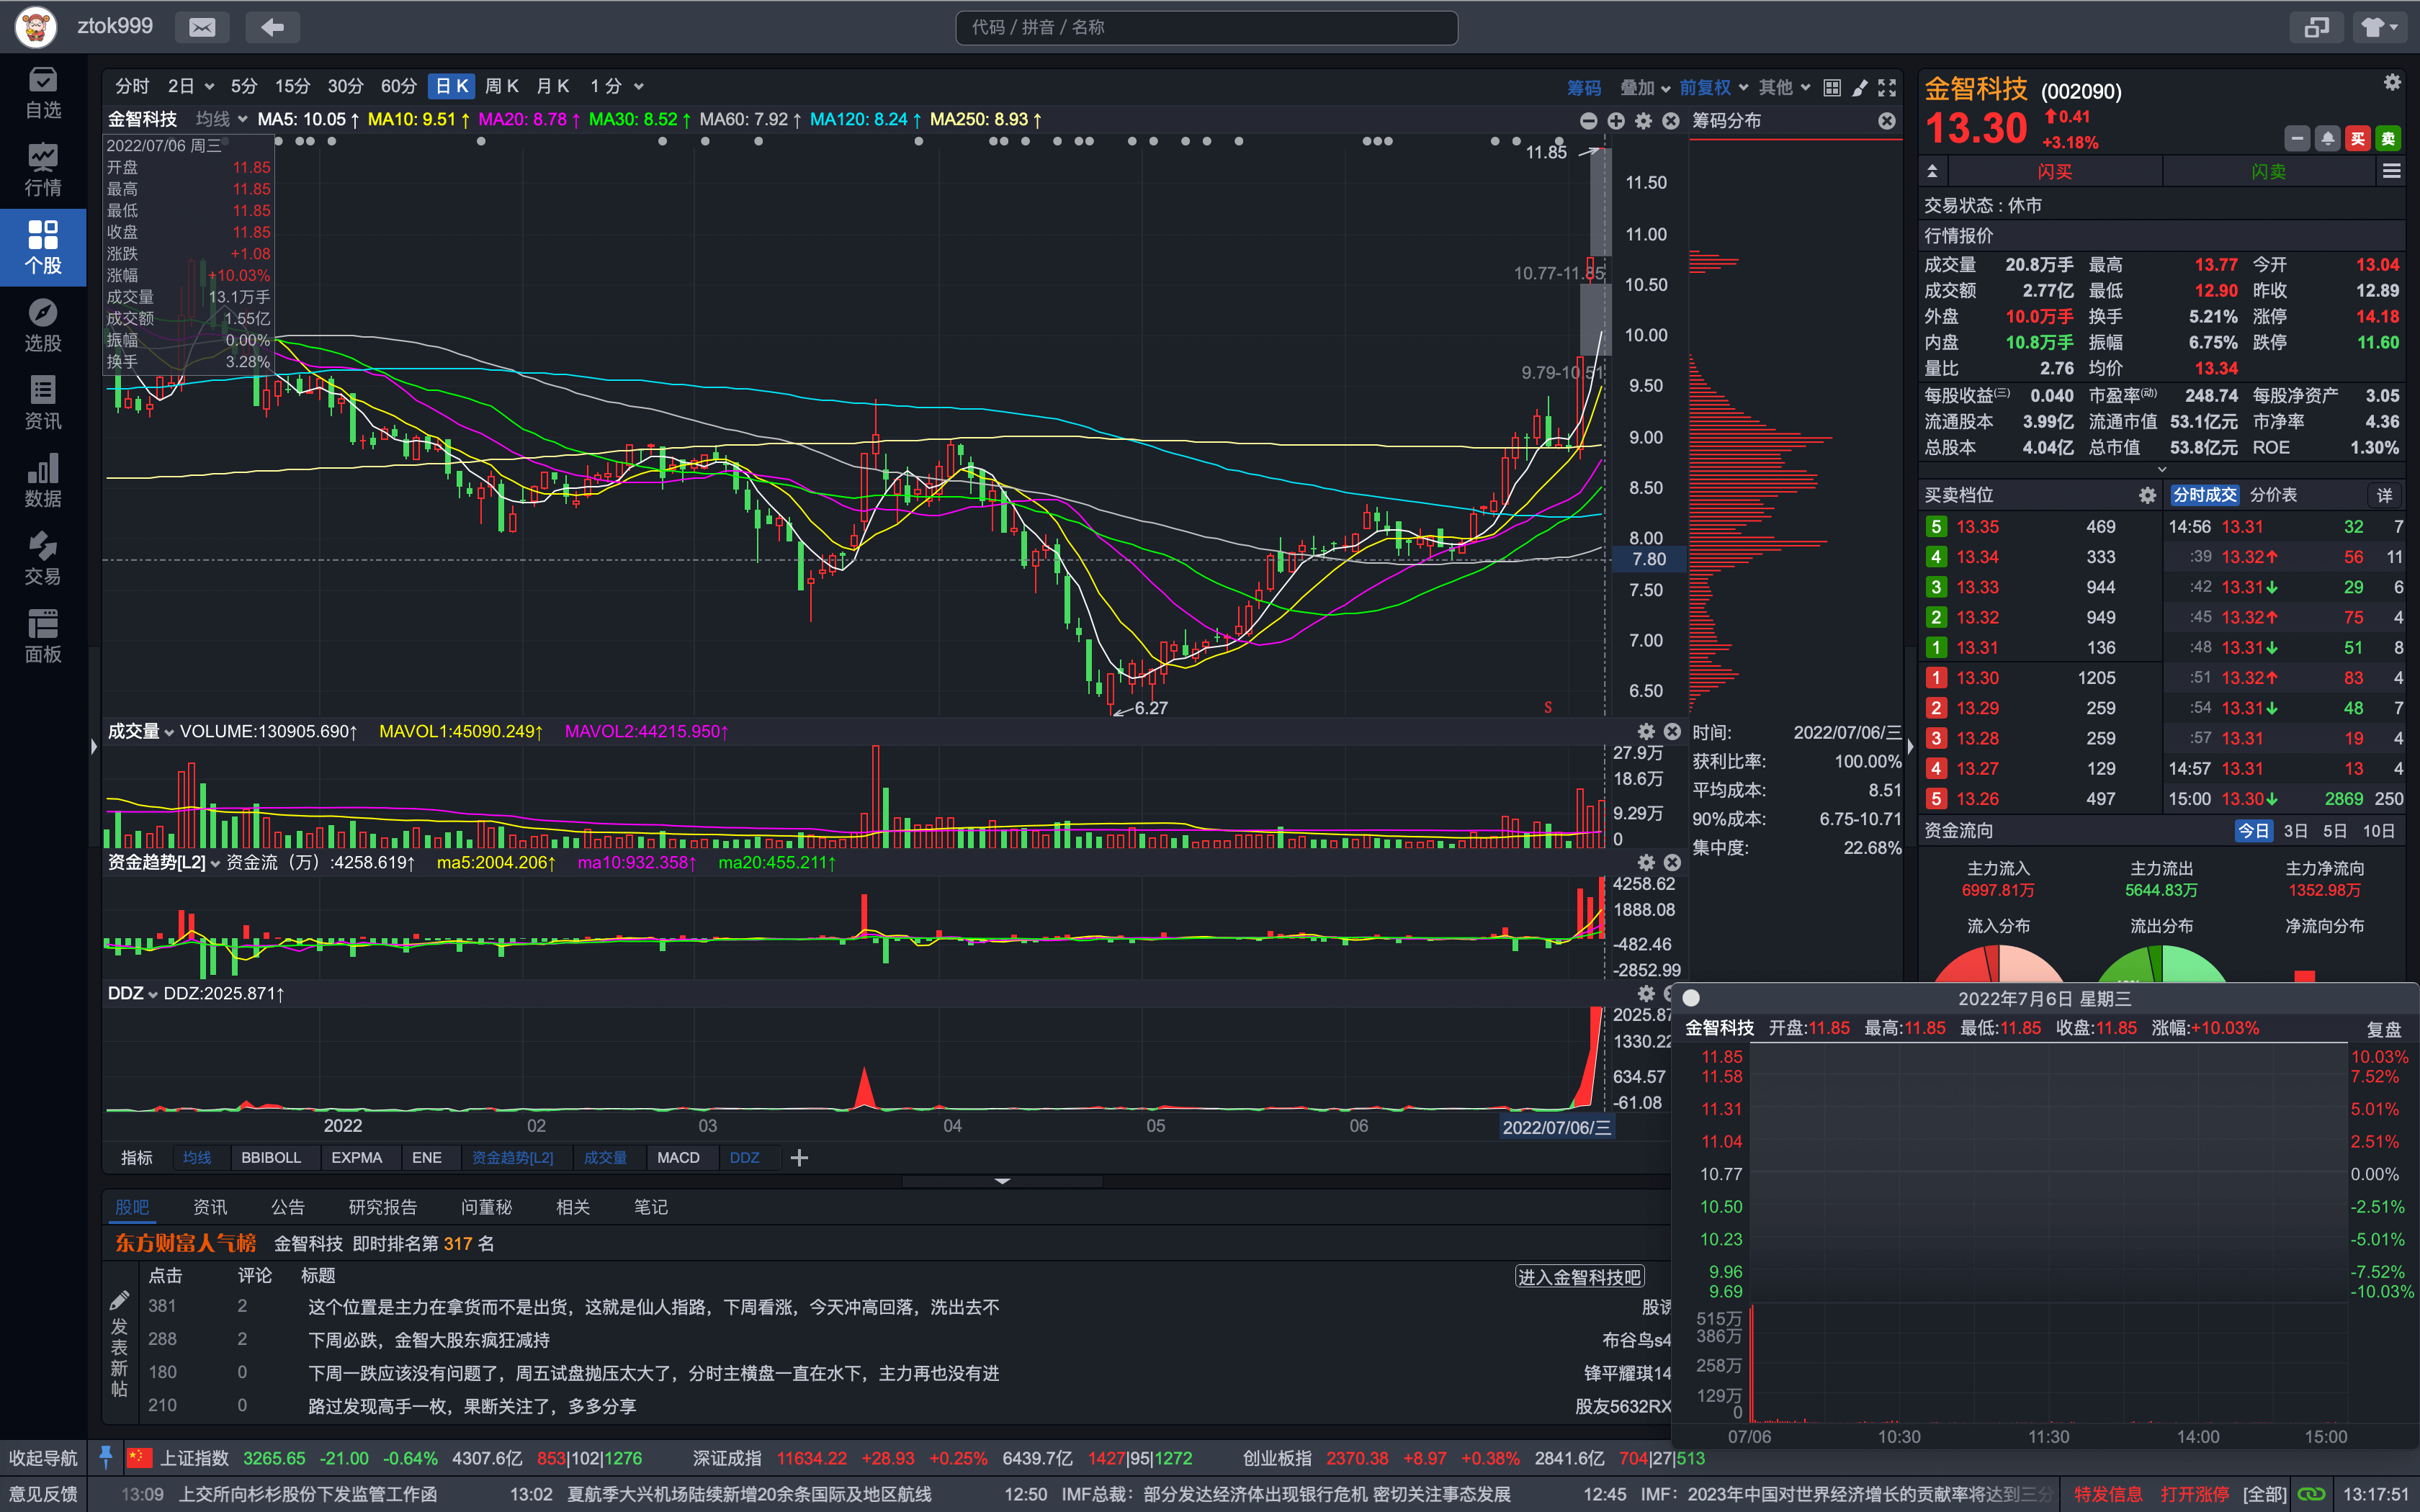 ztok999
代码 / 拼音 / 名称
自选
行情
个股
选股
资讯
数据
交易
面板
分时 2日 5分 15分 30分 60分 日K 周K 月K 1分
筹码 叠加 前复权 其他
金智科技 均线 MA5: 10.05↑ MA10: 9.51↑ MA20: 8.78↑ MA30: 8.52↑ MA60: 7.92↑ MA120: 8.24↑ MA250: 8.93↑
筹码分布
2022/07/06 周三
开盘 11.85
最高 11.85
最低 11.85
收盘 11.85
涨跌 +1.08
涨幅 +10.03%
成交量 13.1万手
成交额 1.55亿
振幅 0.00%
换手 3.28%
11.85
10.77-11.85
9.79-10.51
6.27
S
11.50
11.00
10.50
10.00
9.50
9.00
8.50
8.00
7.80
7.50
7.00
6.50
成交量 VOLUME:130905.690↑ MAVOL1:45090.249↑ MAVOL2:44215.950↑
27.9万
18.6万
9.29万
0
资金趋势[L2] 资金流（万）:4258.619↑ ma5:2004.206↑ ma10:932.358↑ ma20:455.211↑
4258.62
1888.08
-482.46
-2852.99
DDZ DDZ:2025.871↑
2025.87
1330.22
634.57
-61.08
2022 02 03 04 05 06 2022/07/06/三
时间: 2022/07/06/三
获利比率: 100.00%
平均成本: 8.51
90%成本: 6.75-10.71
集中度: 22.68%
指标 均线 BBIBOLL EXPMA ENE 资金趋势[L2] 成交量 MACD DDZ
股吧 资讯 公告 研究报告 问董秘 相关 笔记
东方财富人气榜 金智科技 即时排名第 317 名
点击 评论 标题
进入金智科技吧
发表新帖
381 2 这个位置是主力在拿货而不是出货，这就是仙人指路，下周看涨，今天冲高回落，洗出去不
288 2 下周必跌，金智大股东疯狂减持 布谷鸟s4
180 0 下周一跌应该没有问题了，周五试盘抛压太大了，分时主横盘一直在水下，主力再也没有进 锋平耀琪14
210 0 路过发现高手一枚，果断关注了，多多分享 股友5632RX
金智科技 (002090)
13.30 ↑0.41
+3.18%
买 卖
闪买 闪卖
交易状态 : 休市
行情报价
成交量 20.8万手 最高 13.77 今开 13.04
成交额 2.77亿 最低 12.90 昨收 12.89
外盘 10.0万手 换手 5.21% 涨停 14.18
内盘 10.8万手 振幅 6.75% 跌停 11.60
量比 2.76 均价 13.34
每股收益(三) 0.040 市盈率(动) 248.74 每股净资产 3.05
流通股本 3.99亿 流通市值 53.1亿元 市净率 4.36
总股本 4.04亿 总市值 53.8亿元 ROE 1.30%
买卖档位
分时成交 分价表 详
5 13.35 469
4 13.34 333
3 13.33 944
2 13.32 949
1 13.31 136
1 13.30 1205
2 13.29 259
3 13.28 259
4 13.27 129
5 13.26 497
14:56 13.31 32 7
:39 13.32↑ 56 11
:42 13.31↓ 29 6
:45 13.32↑ 75 4
:48 13.31↓ 51 8
:51 13.32↑ 83 4
:54 13.31↓ 48 7
:57 13.31 19 4
14:57 13.31 13 4
15:00 13.30↓ 2869 250
资金流向 今日 3日 5日 10日
主力流入 主力流出 主力净流向
6997.81万 5644.83万 1352.98万
流入分布 流出分布 净流向分布
2022年7月6日 星期三
金智科技 开盘:11.85 最高:11.85 最低:11.85 收盘:11.85 涨幅:+10.03% 复盘
11.85 10.03%
11.58 7.52%
11.31 5.01%
11.04 2.51%
10.77 0.00%
10.50 -2.51%
10.23 -5.01%
9.96 -7.52%
9.69 -10.03%
515万
386万
258万
129万
0
07/06 10:30 11:30 14:00 15:00
收起导航 上证指数 3265.65 -21.00 -0.64% 4307.6亿 853|102|1276 深证成指 11634.22 +28.93 +0.25% 6439.7亿 1427|95|1272 创业板指 2370.38 +8.97 +0.38% 2841.6亿 704|27|513
意见反馈 13:09 上交所向杉杉股份下发监管工作函 13:02 夏航季大兴机场陆续新增20余条国际及地区航线 12:50 IMF总裁：部分发达经济体出现银行危机 密切关注事态发展 12:45 IMF：2023年中国对世界经济增长的贡献率将达到三分 特发信息 打开涨停 [全部] 13:17:51